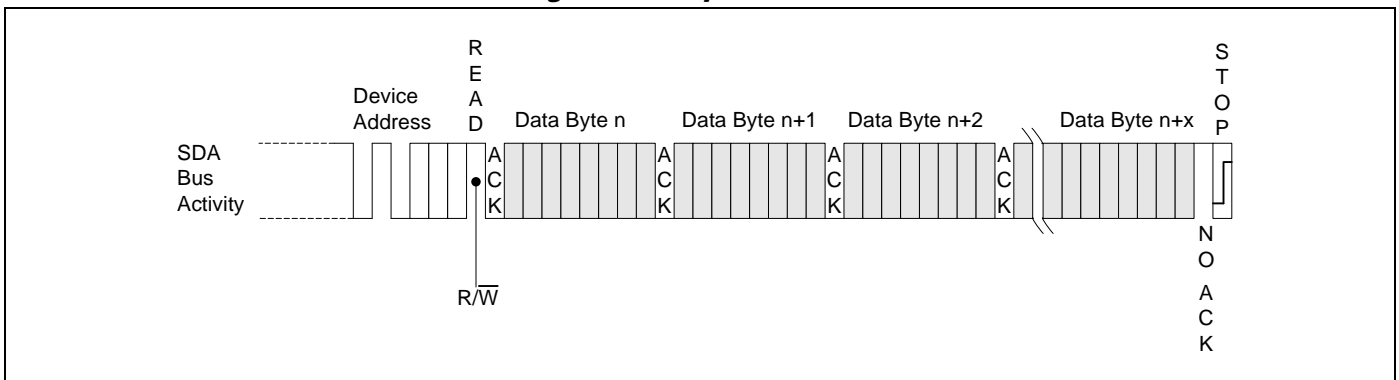 READ
STOP
Device
Address
Data Byte n
Data Byte n+1
Data Byte n+2
Data Byte n+x
SDA
Bus
Activity
ACK
ACK
ACK
ACK
R/W̅
NO ACK